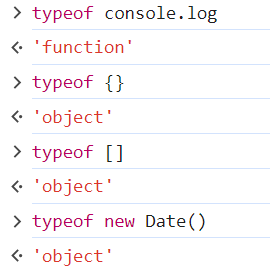 > typeof console.log
<· 'function'
> typeof {}
<· 'object'
> typeof []
<· 'object'
> typeof new Date()
<· 'object'